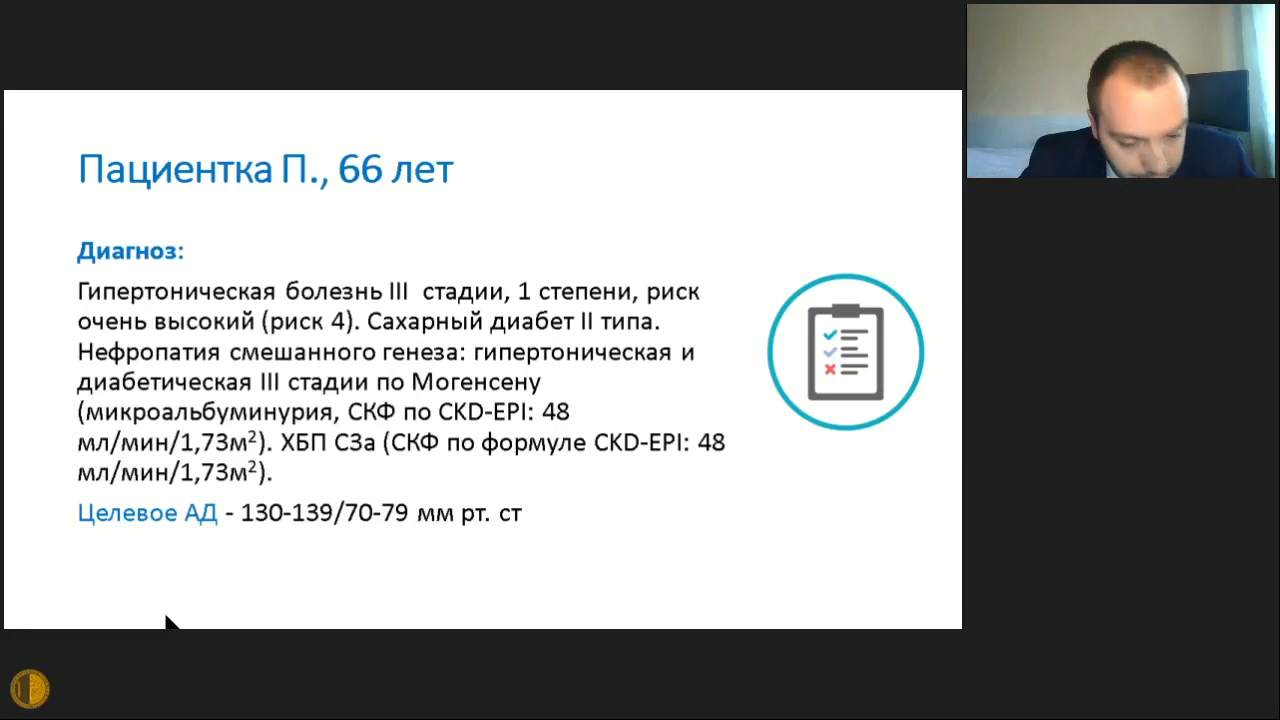 Пациентка П., 66 лет
Диагноз:
Гипертоническая болезнь III стадии, 1 степени, риск
очень высокий (риск 4). Сахарный диабет II типа.
Нефропатия смешанного генеза: гипертоническая и
диабетическая III стадии по Могенсену
(микроальбуминурия, СКФ по CKD-EPI: 48
мл/мин/1,73м²). ХБП С3а (СКФ по формуле CKD-EPI: 48
мл/мин/1,73м²).
Целевое АД - 130-139/70-79 мм рт. ст